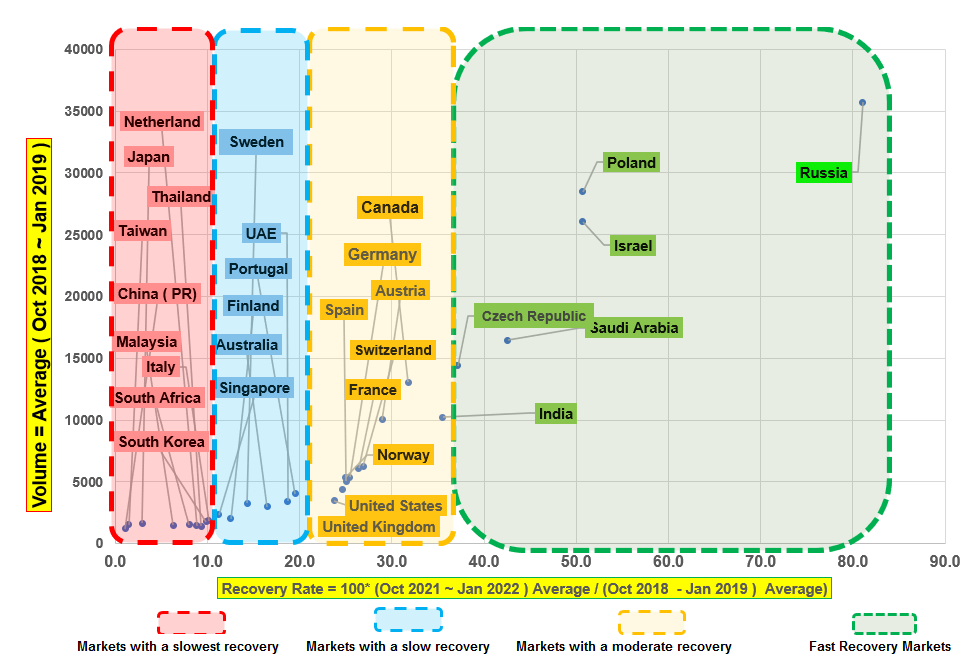 40000
35000
30000
25000
20000
15000
10000
5000
0
Volume = Average ( Oct 2018 ~ Jan 2019 )
Netherland
Japan
Thailand
Taiwan
China ( PR)
Malaysia
Italy
South Africa
South Korea
Sweden
UAE
Portugal
Finland
Australia
Singapore
Canada
Germany
Austria
Spain
Switzerland
France
Norway
United States
United Kingdom
Poland
Russia
Israel
Czech Republic
Saudi Arabia
India
0.0 10.0 20.0 30.0 40.0 50.0 60.0 70.0 80.0 90.0
Recovery Rate = 100* (Oct 2021 ~ Jan 2022 ) Average / (Oct 2018 - Jan 2019 ) Average)
Markets with a slowest recovery
Markets with a slow recovery
Markets with a moderate recovery
Fast Recovery Markets